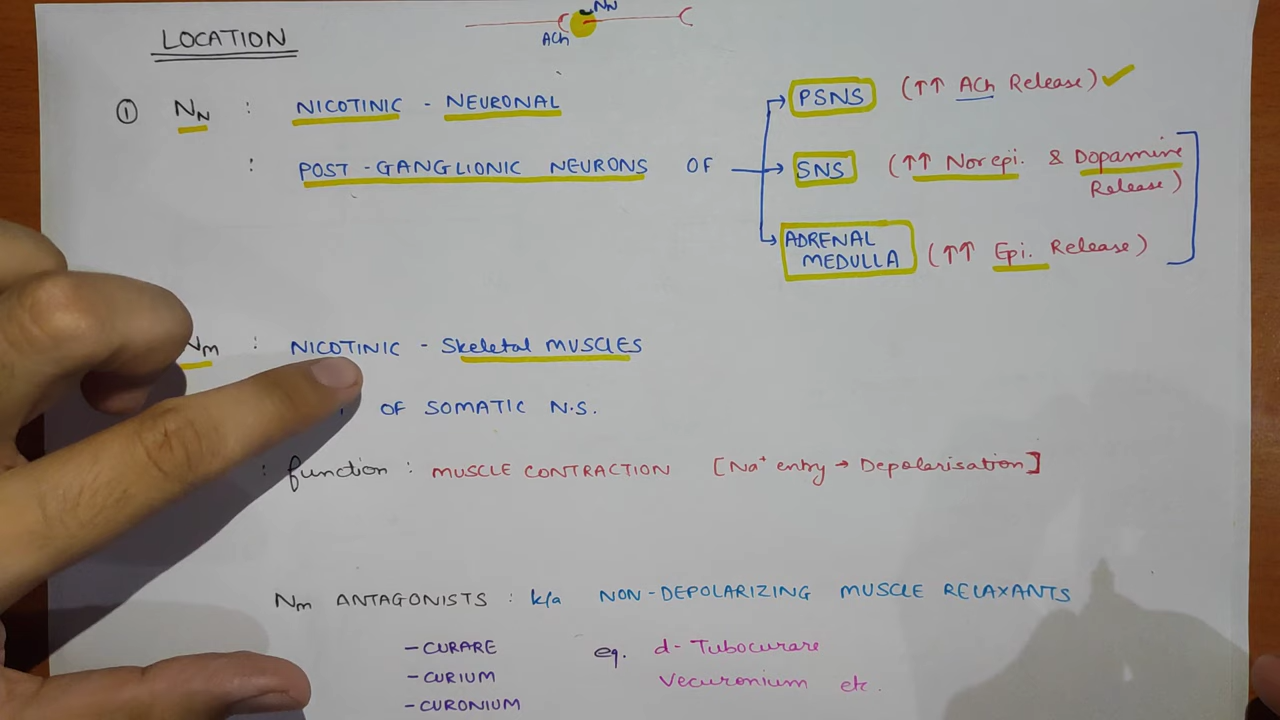 NN
ACh
LOCATION
① NN : NICOTINIC - NEURONAL
: POST-GANGLIONIC NEURONS OF
PSNS (↑↑ ACh Release) ✓
SNS (↑↑ Norepi. & Dopamine Release)
ADRENAL MEDULLA (↑↑ Epi. Release)
Nm : NICOTINIC - Skeletal MUSCLES
OF SOMATIC N.S.
: function : MUSCLE CONTRACTION [Na+ entry → Depolarisation]
Nm ANTAGONISTS : k/a NON-DEPOLARIZING MUSCLE RELAXANTS
- CURARE eg. d-Tubocurare
- CURIUM Vecuronium etc.
- CURONIUM